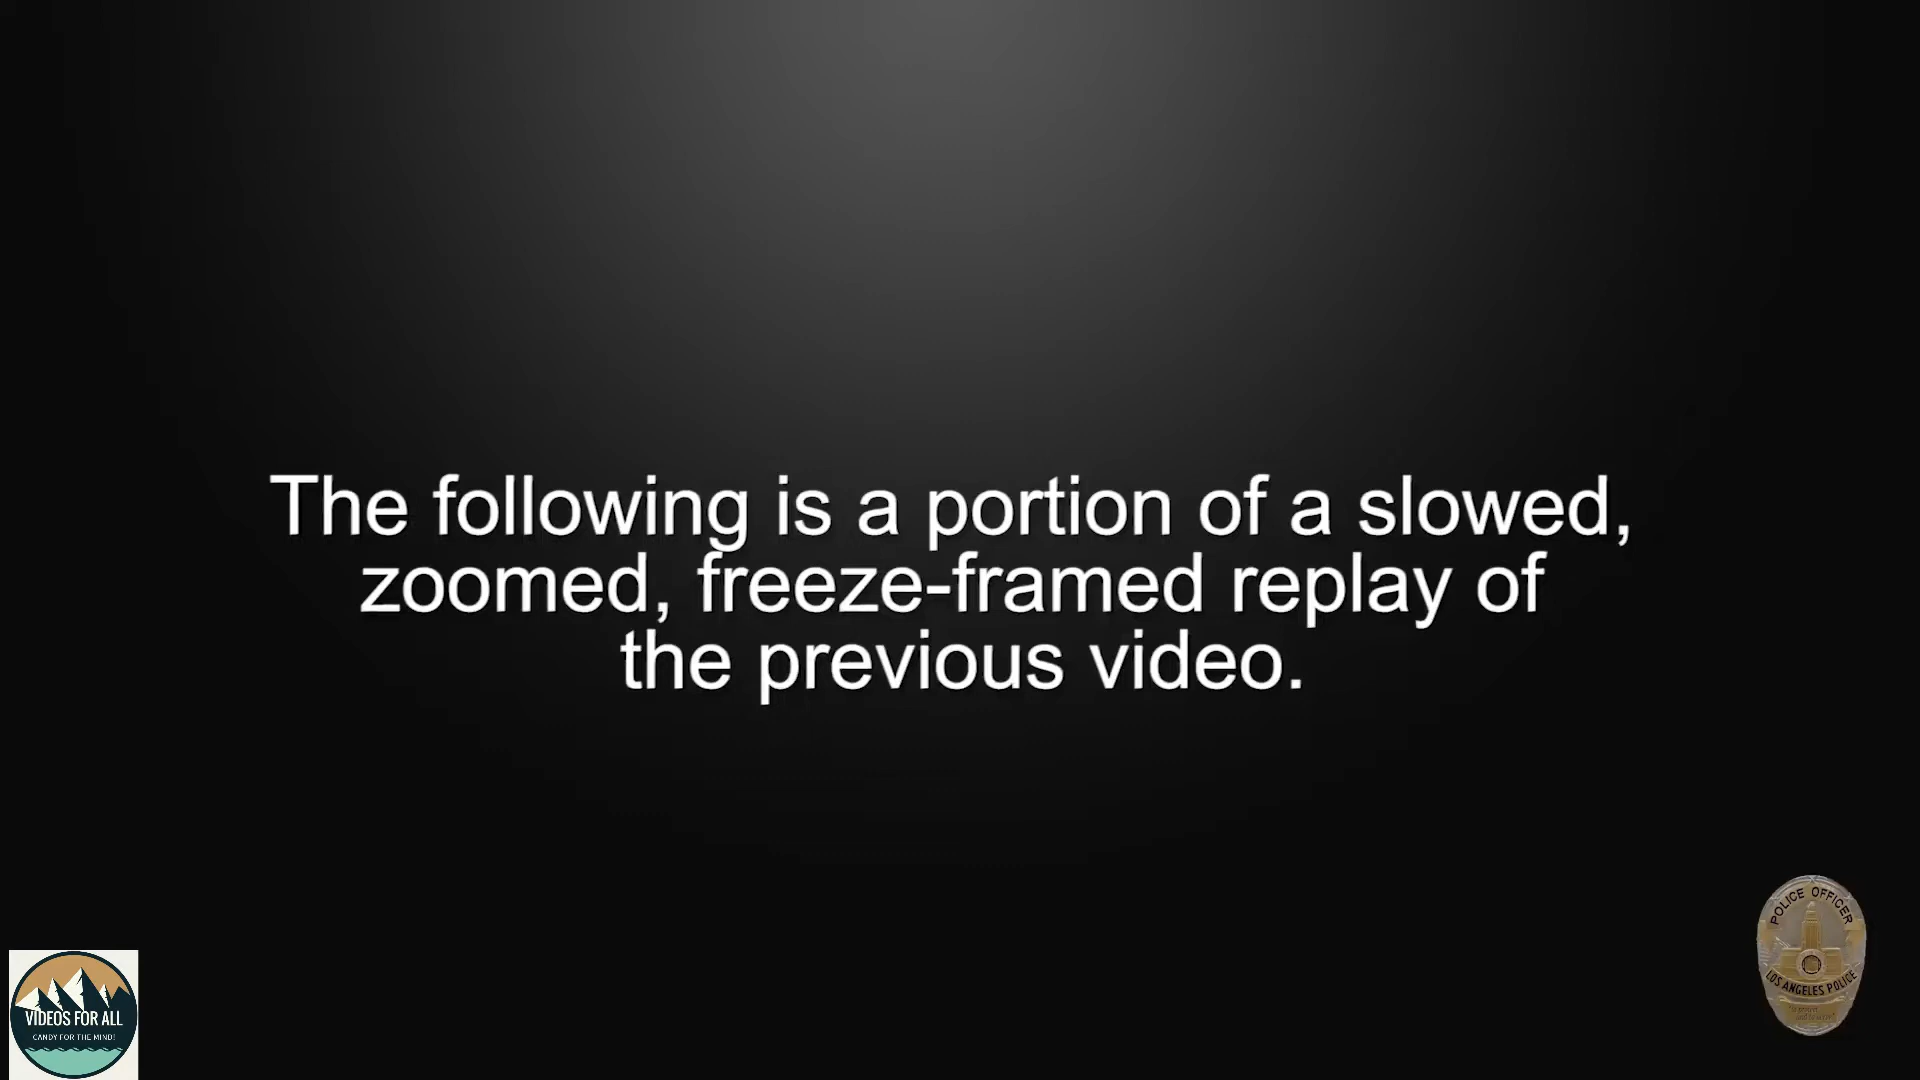 The following is a portion of a slowed,
zoomed, freeze-framed replay of
the previous video.
POLICE OFFICER
LOS ANGELES POLICE
VIDEOS FOR ALL
CANDY FOR THE MIND!